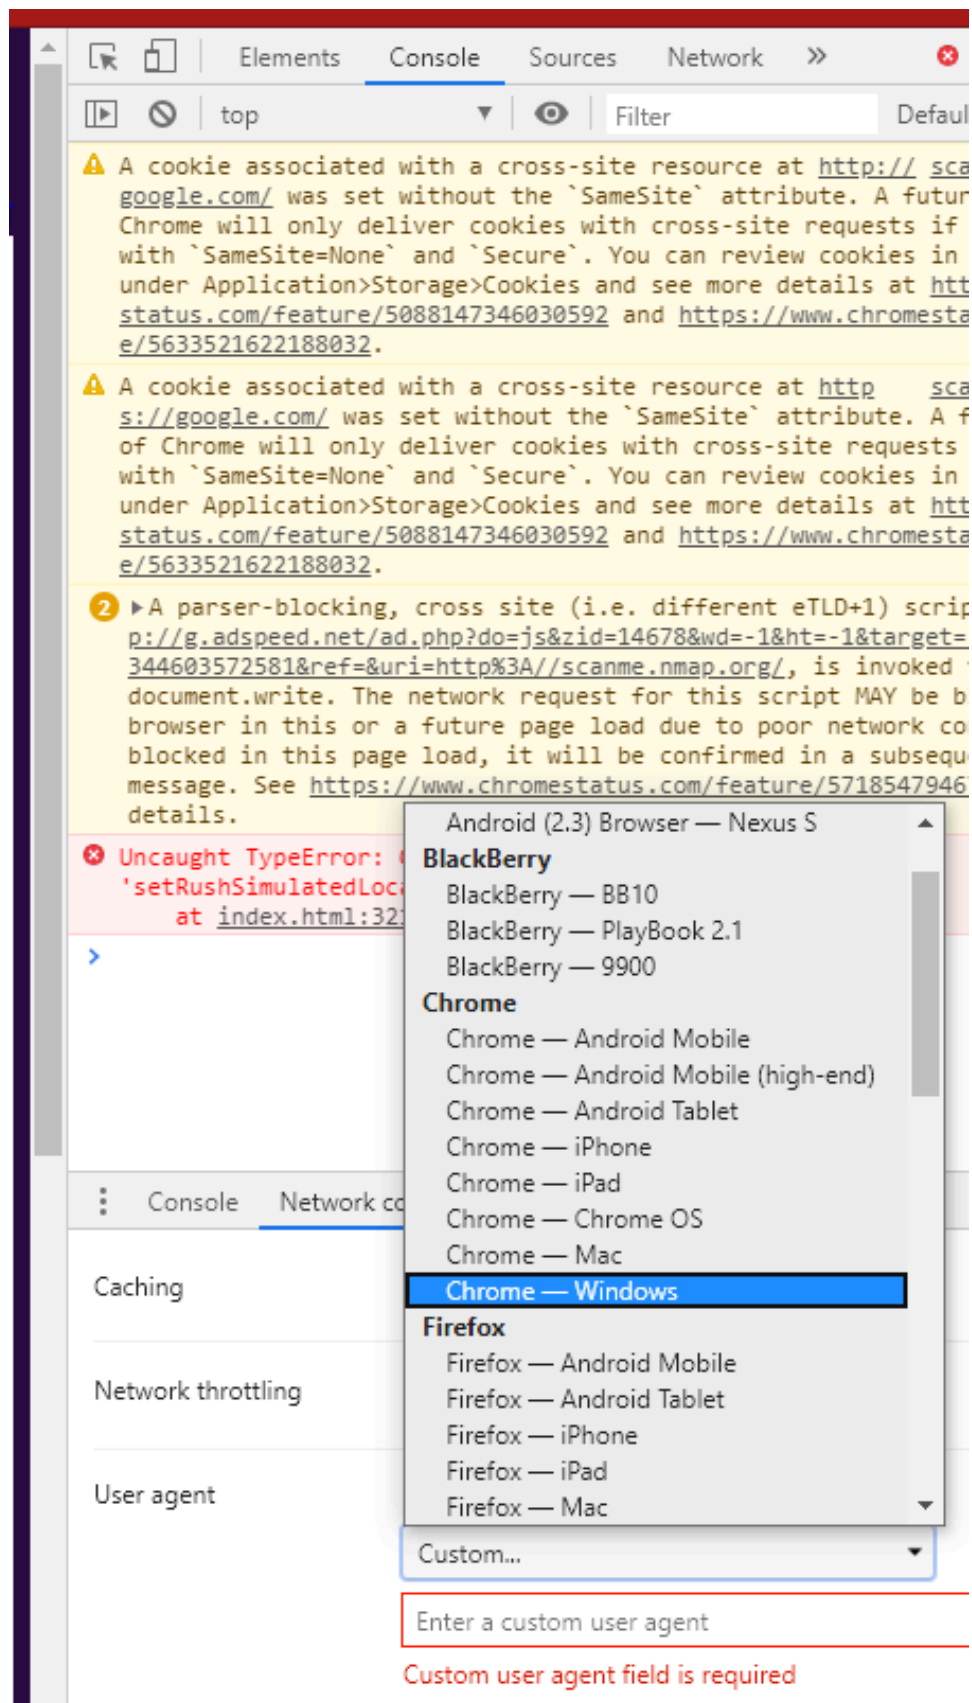 Elements Console Sources Network »
top Filter Defaul
A cookie associated with a cross-site resource at http:// sca
google.com/ was set without the `SameSite` attribute. A futur
Chrome will only deliver cookies with cross-site requests if
with `SameSite=None` and `Secure`. You can review cookies in
under Application>Storage>Cookies and see more details at htt
status.com/feature/5088147346030592 and https://www.chromesta
e/5633521622188032.
A cookie associated with a cross-site resource at http sca
s://google.com/ was set without the `SameSite` attribute. A f
of Chrome will only deliver cookies with cross-site requests
with `SameSite=None` and `Secure`. You can review cookies in
under Application>Storage>Cookies and see more details at htt
status.com/feature/5088147346030592 and https://www.chromesta
e/5633521622188032.
2 ▶A parser-blocking, cross site (i.e. different eTLD+1) scrip
p://g.adspeed.net/ad.php?do=js&zid=14678&wd=-1&ht=-1&target=
344603572581&ref=&uri=http%3A//scanme.nmap.org/, is invoked
document.write. The network request for this script MAY be b
browser in this or a future page load due to poor network co
blocked in this page load, it will be confirmed in a subsequ
message. See https://www.chromestatus.com/feature/5718547946
details.
Uncaught TypeError:
'setRushSimulatedLoca
at index.html:321
Android (2.3) Browser — Nexus S
BlackBerry
BlackBerry — BB10
BlackBerry — PlayBook 2.1
BlackBerry — 9900
Chrome
Chrome — Android Mobile
Chrome — Android Mobile (high-end)
Chrome — Android Tablet
Chrome — iPhone
Chrome — iPad
Chrome — Chrome OS
Chrome — Mac
Chrome — Windows
Firefox
Firefox — Android Mobile
Firefox — Android Tablet
Firefox — iPhone
Firefox — iPad
Firefox — Mac
Console Network co
Caching
Network throttling
User agent
Custom...
Enter a custom user agent
Custom user agent field is required